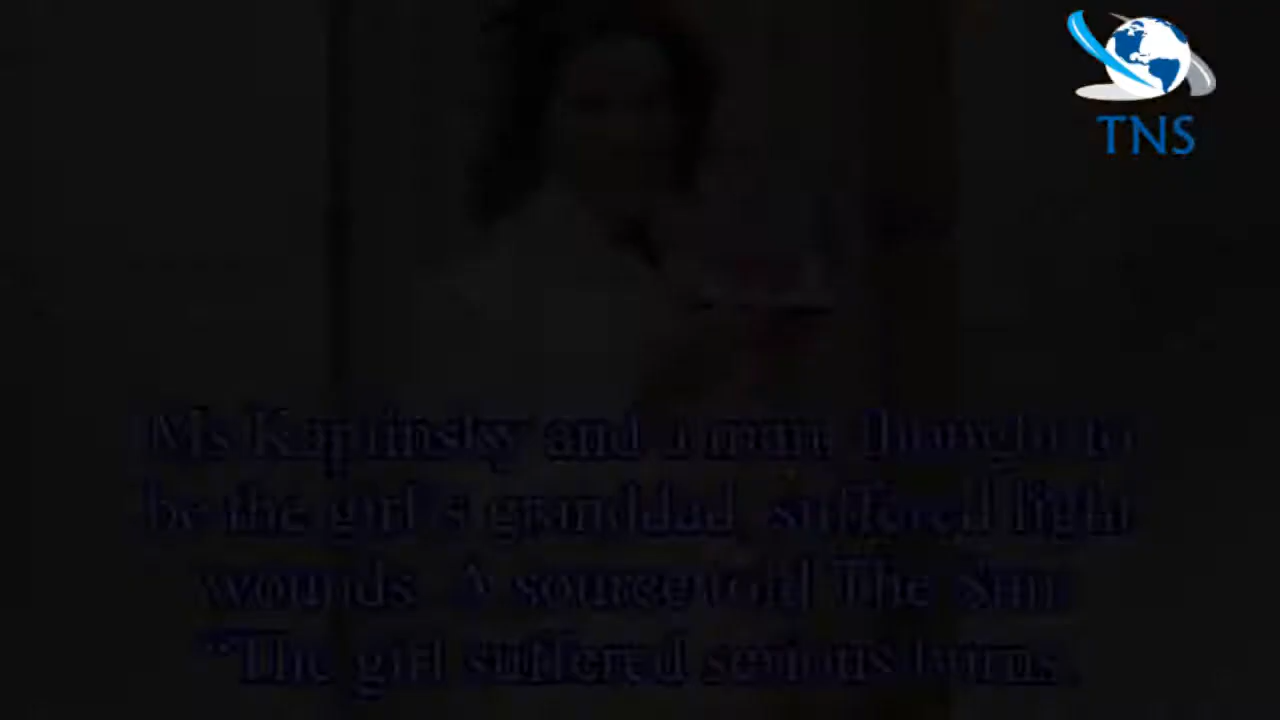 TNS
Ms Kaplinsky and a man, thought to
be the girl's granddad, suffered light
wounds. A source told The Sun:
"The girl suffered serious burns.